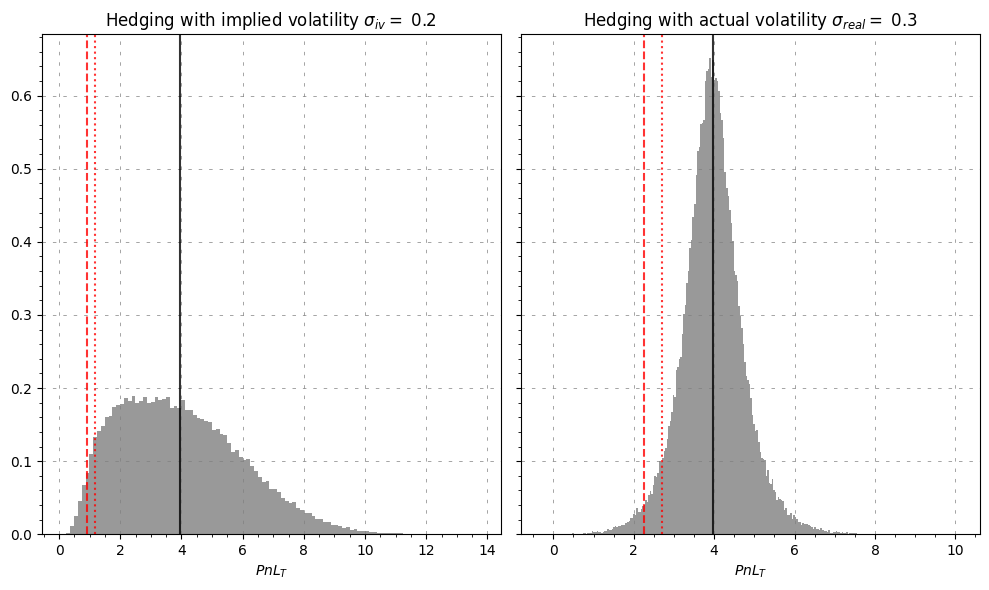 Hedging with implied volatility σ_iv = 0.2
0.6
0.5
0.4
0.3
0.2
0.1
0.0
0 2 4 6 8 10 12 14
PnL_T
Hedging with actual volatility σ_real = 0.3
0 2 4 6 8 10
PnL_T